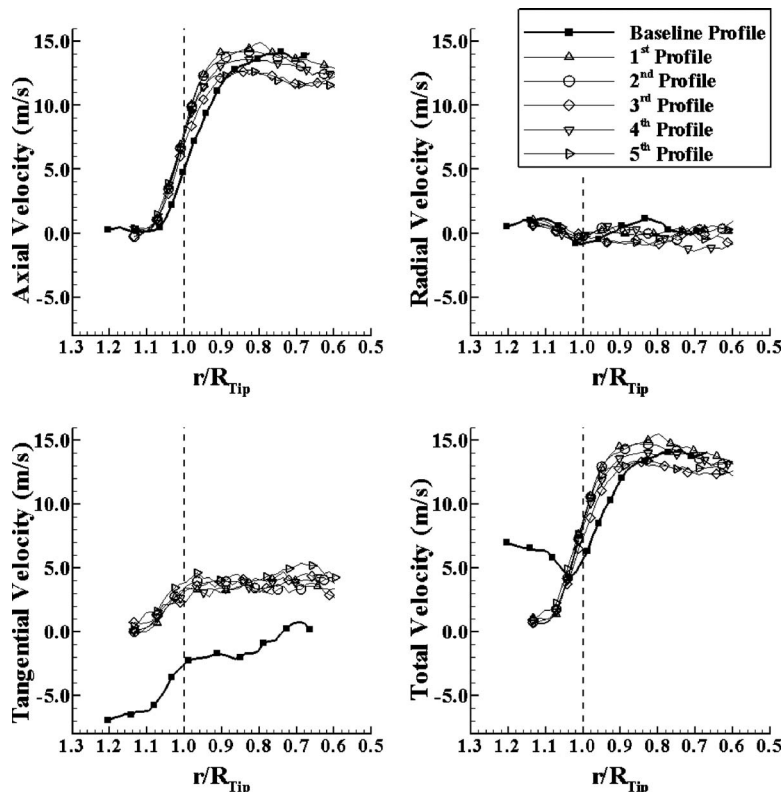 Baseline Profile
1st Profile
2nd Profile
3rd Profile
4th Profile
5th Profile
Axial Velocity (m/s)
15.0
10.0
5.0
0.0
-5.0
1.3 1.2 1.1 1.0 0.9 0.8 0.7 0.6 0.5
r/RTip
Radial Velocity (m/s)
15.0
10.0
5.0
0.0
-5.0
1.3 1.2 1.1 1.0 0.9 0.8 0.7 0.6 0.5
r/RTip
Tangential Velocity (m/s)
15.0
10.0
5.0
0.0
-5.0
1.3 1.2 1.1 1.0 0.9 0.8 0.7 0.6 0.5
r/RTip
Total Velocity (m/s)
15.0
10.0
5.0
0.0
-5.0
1.3 1.2 1.1 1.0 0.9 0.8 0.7 0.6 0.5
r/RTip